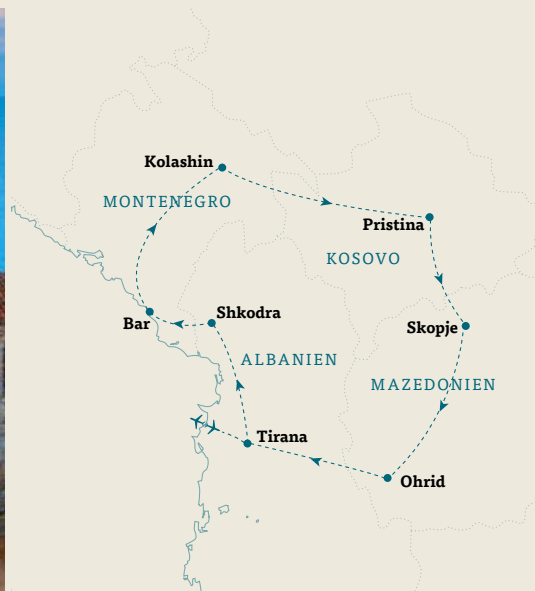 Kolashin
MONTENEGRO
Pristina
KOSOVO
Shkodra
Bar
Skopje
ALBANIEN
MAZEDONIEN
Tirana
Ohrid